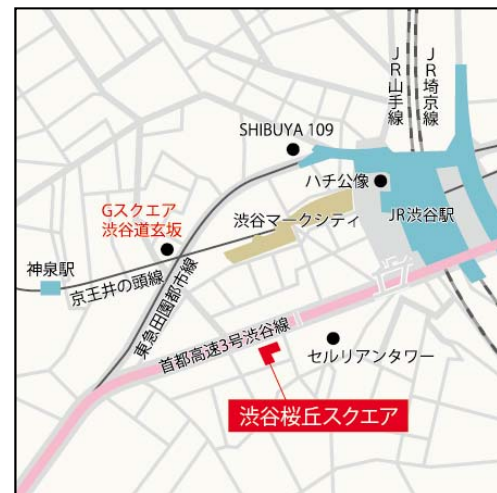 JR山手線
JR埼京線
SHIBUYA 109
ハチ公像
JR渋谷駅
Gスクエア
渋谷道玄坂
渋谷マークシティ
神泉駅
京王井の頭線
東急田園都市線
首都高速3号渋谷線
セルリアンタワー
渋谷桜丘スクエア